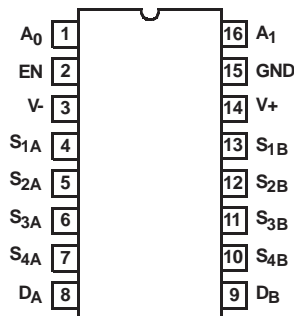 A0 1 16 A1
EN 2 15 GND
V- 3 14 V+
S1A 4 13 S1B
S2A 5 12 S2B
S3A 6 11 S3B
S4A 7 10 S4B
DA 8 9 DB